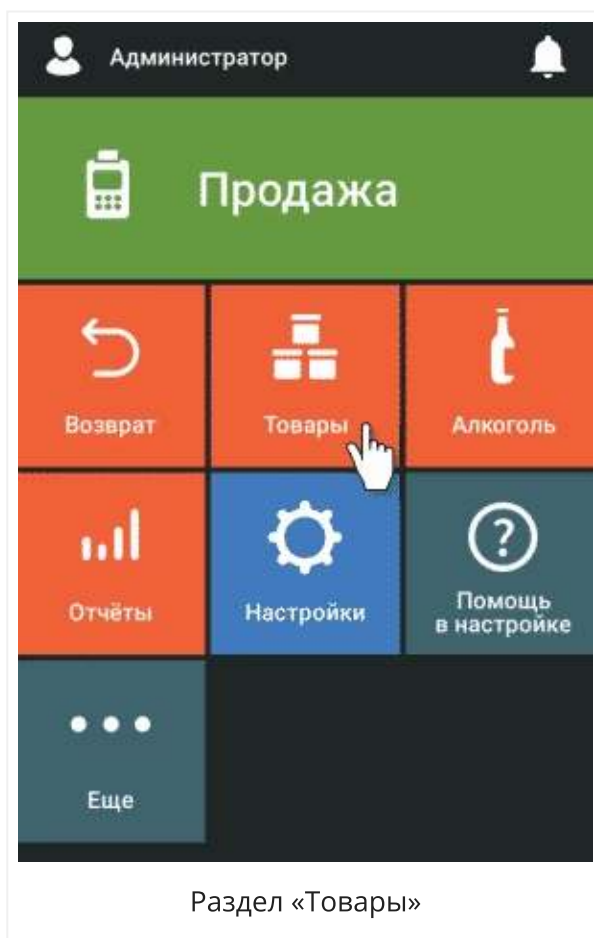 Администратор
Продажа
Возврат
Товары
Алкоголь
Отчёты
Настройки
Помощь
в настройке
Еще
Раздел «Товары»